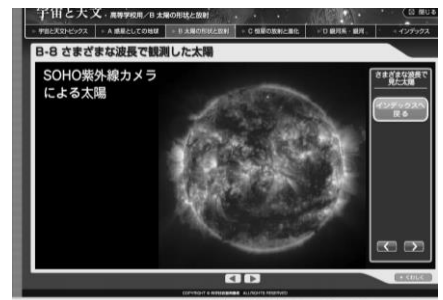 宇宙と天文 - 高等学校用／B 太陽の形状と放射
閉じる
宇宙と天文トピックス
A 惑星としての地球
B 太陽の形状と放射
C 恒星の放射と進化
D 銀河系・銀河
インデックス
B-8 さまざまな波長で観測した太陽
SOHO紫外線カメラ
による太陽
さまざまな波長で
見た太陽
インデックスへ
戻る
くわしく